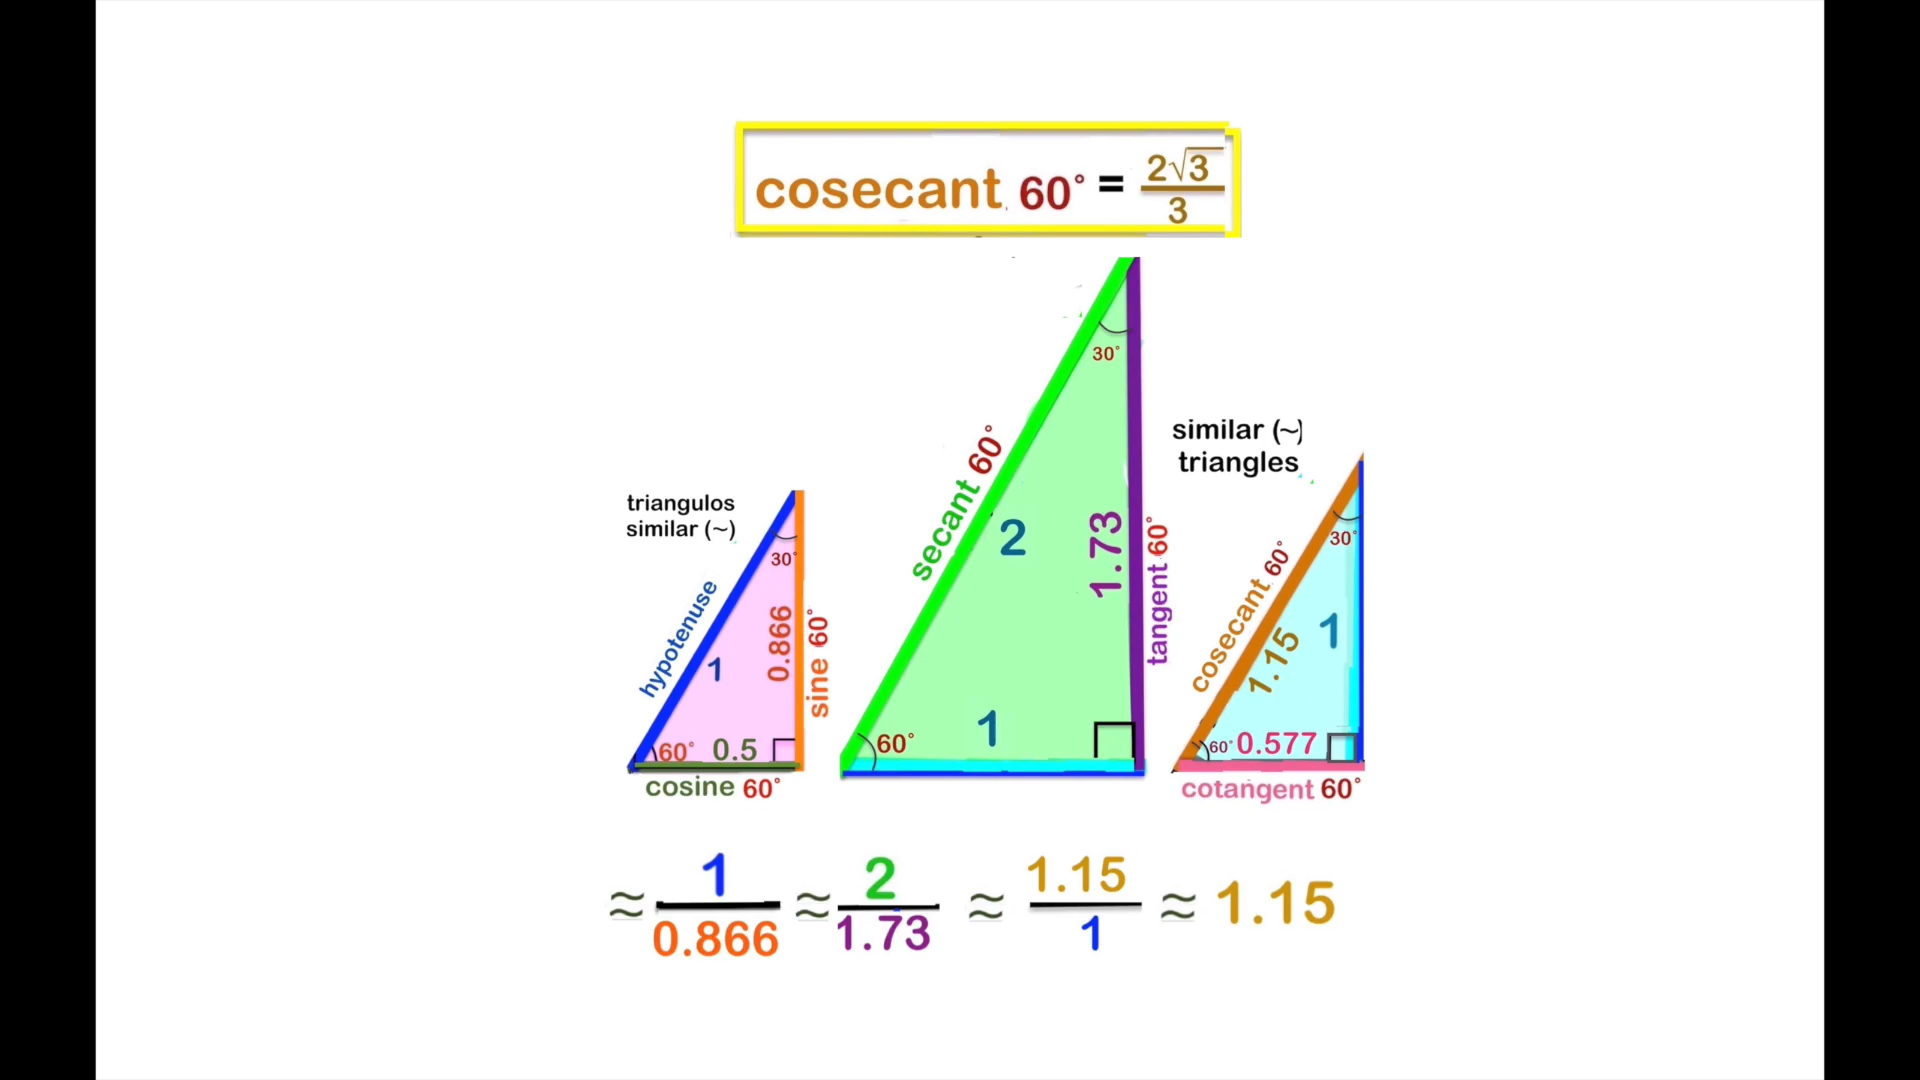 cosecant 60° = 2√3 / 3
30°
secant 60°
2
1.73
tangent 60°
1
60°
triangulos
similar (~)
30°
hypotenuse
1
0.866
sine 60°
60° 0.5
cosine 60°
similar (~)
triangles
30°
cosecant 60°
1.15
1
60° 0.577
cotangent 60°
≈ 1 / 0.866 ≈ 2 / 1.73 ≈ 1.15 / 1 ≈ 1.15